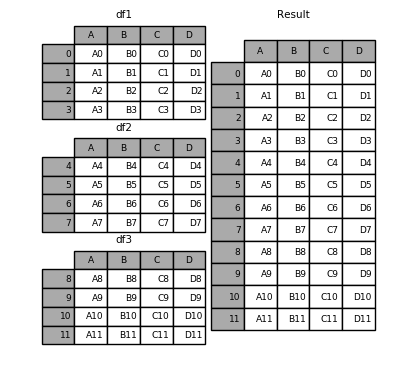 df1
A B C D
0 A0 B0 C0 D0
1 A1 B1 C1 D1
2 A2 B2 C2 D2
3 A3 B3 C3 D3
df2
A B C D
4 A4 B4 C4 D4
5 A5 B5 C5 D5
6 A6 B6 C6 D6
7 A7 B7 C7 D7
df3
A B C D
8 A8 B8 C8 D8
9 A9 B9 C9 D9
10 A10 B10 C10 D10
11 A11 B11 C11 D11
Result
A B C D
0 A0 B0 C0 D0
1 A1 B1 C1 D1
2 A2 B2 C2 D2
3 A3 B3 C3 D3
4 A4 B4 C4 D4
5 A5 B5 C5 D5
6 A6 B6 C6 D6
7 A7 B7 C7 D7
8 A8 B8 C8 D8
9 A9 B9 C9 D9
10 A10 B10 C10 D10
11 A11 B11 C11 D11